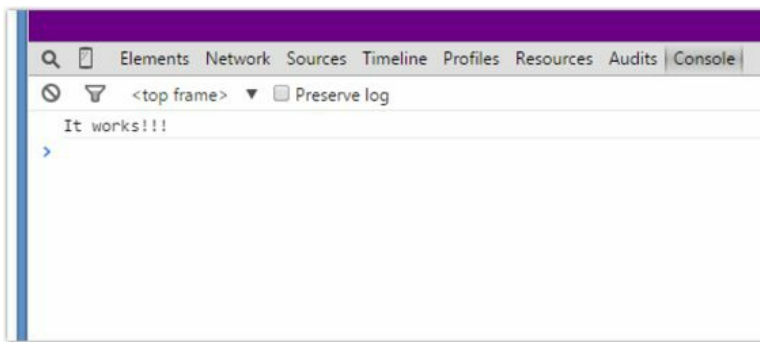 Elements Network Sources Timeline Profiles Resources Audits Console
<top frame> ▼ Preserve log
It works!!!
>